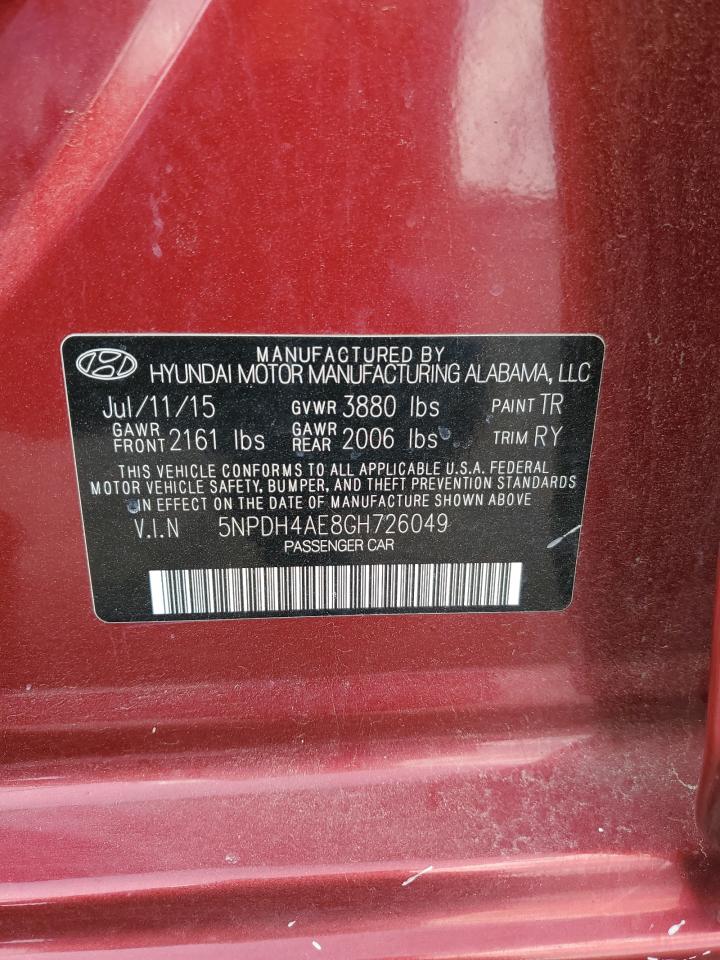 MANUFACTURED BY
HYUNDAI MOTOR MANUFACTURING ALABAMA, LLC
Jul/11/15 GVWR 3880 lbs PAINT TR
GAWR FRONT 2161 lbs GAWR REAR 2006 lbs TRIM RY
THIS VEHICLE CONFORMS TO ALL APPLICABLE U.S.A. FEDERAL
MOTOR VEHICLE SAFETY, BUMPER, AND THEFT PREVENTION STANDARDS
IN EFFECT ON THE DATE OF MANUFACTURE SHOWN ABOVE
V.I.N 5NPDH4AE8GH726049
PASSENGER CAR